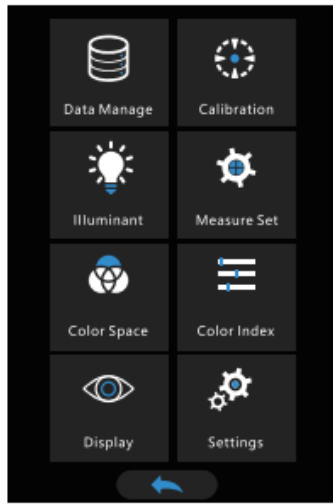 Data Manage
Calibration
Illuminant
Measure Set
Color Space
Color Index
Display
Settings